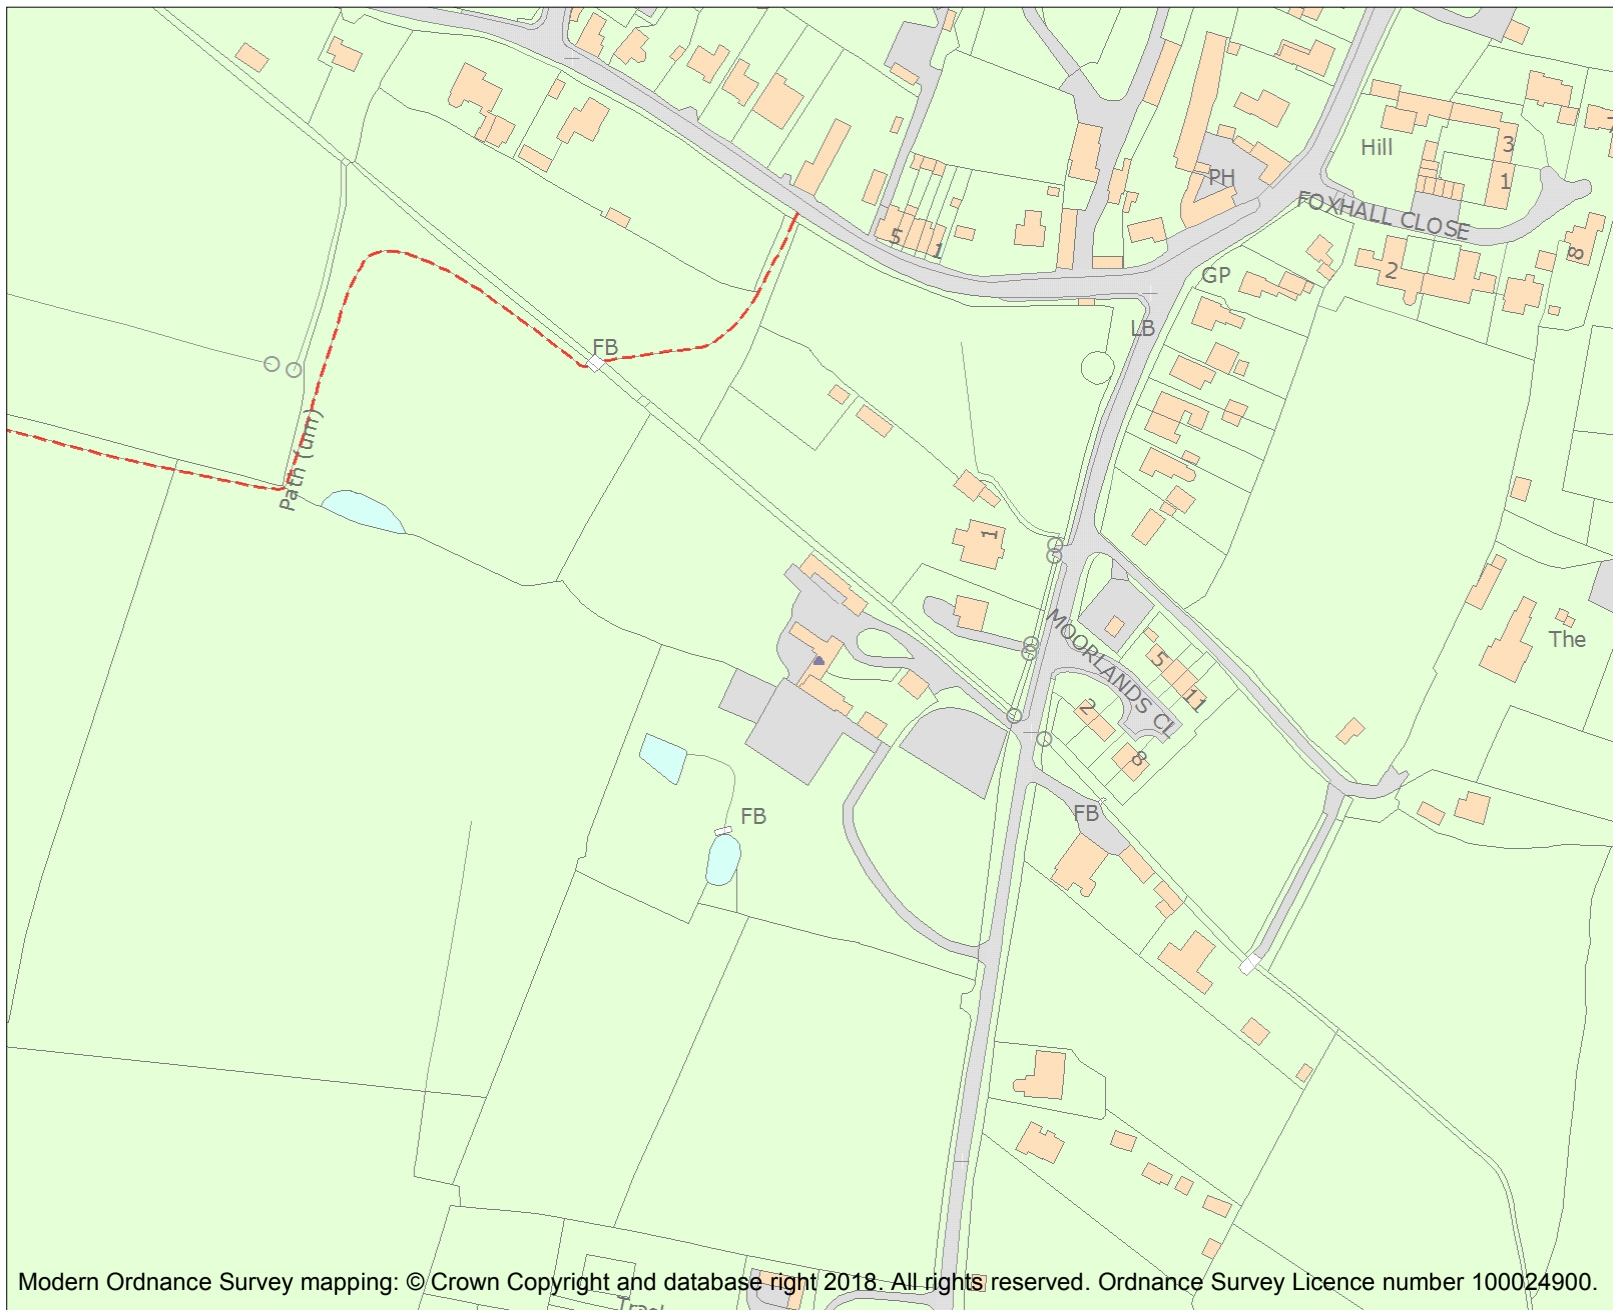 3
Hill
1
PH
FOXHALL CLOSE
5
1
8
2
GP
LB
FB
Path (um)
1
MOORLANDS CL
The
5
11
2
8
FB
FB
Modern Ordnance Survey mapping: © Crown Copyright and database right 2018. All rights reserved. Ordnance Survey Licence number 100024900.